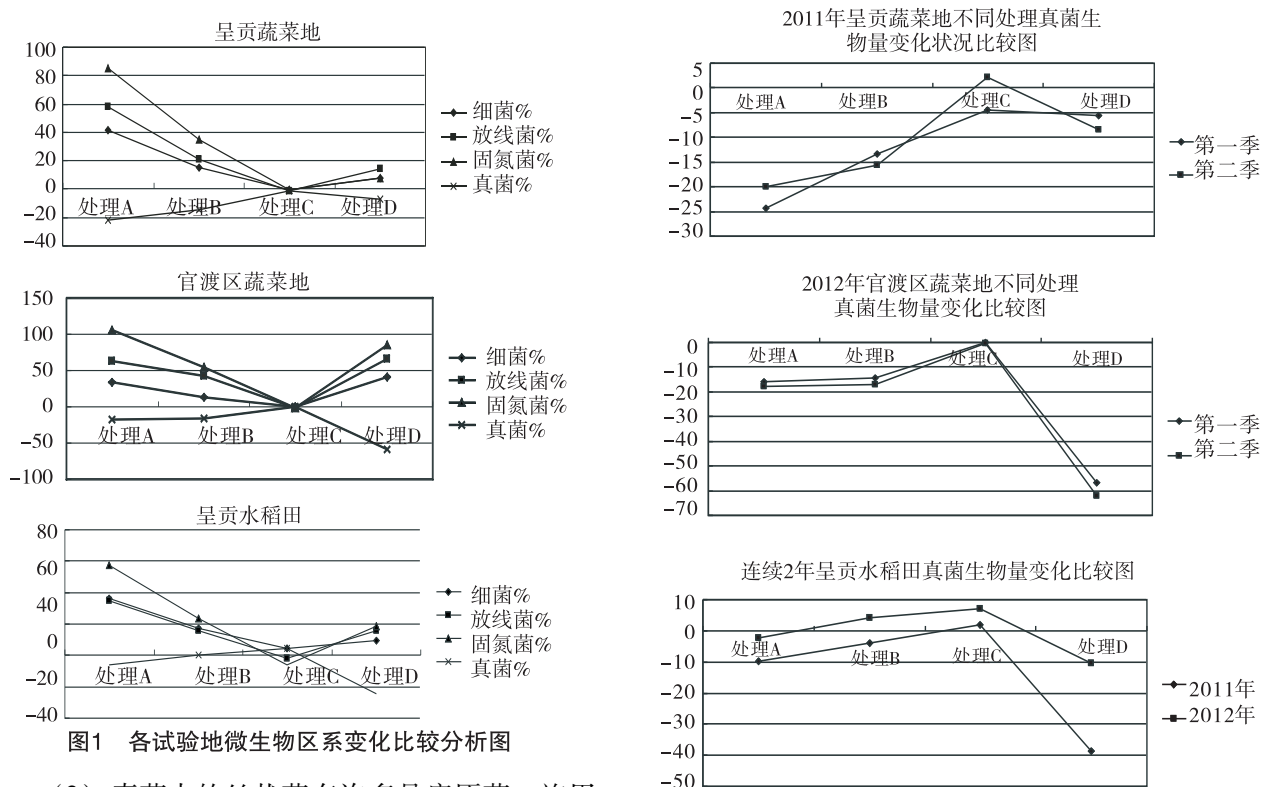 呈贡蔬菜地
100
80
60
40
20
0
-20
-40
处理A 处理B 处理C 处理D
细菌%
放线菌%
固氮菌%
真菌%
官渡区蔬菜地
150
100
50
0
-50
-100
处理A 处理B 处理C 处理D
细菌%
放线菌%
固氮菌%
真菌%
呈贡水稻田
80
60
40
0
-20
-40
处理A 处理B 处理C 处理D
细菌%
放线菌%
固氮菌%
真菌%
图1 各试验地微生物区系变化比较分析图
2011年呈贡蔬菜地不同处理真菌生
物量变化状况比较图
5
0
-5
-10
-15
-20
-25
-30
处理A 处理B 处理C 处理D
第一季
第二季
2012年官渡区蔬菜地不同处理
真菌生物量变化比较图
0
-10
-20
-30
-40
-50
-60
-70
处理A 处理B 处理C 处理D
第一季
第二季
连续2年呈贡水稻田真菌生物量变化比较图
10
0
-10
-20
-30
-40
-50
处理A 处理B 处理C 处理D
2011年
2012年